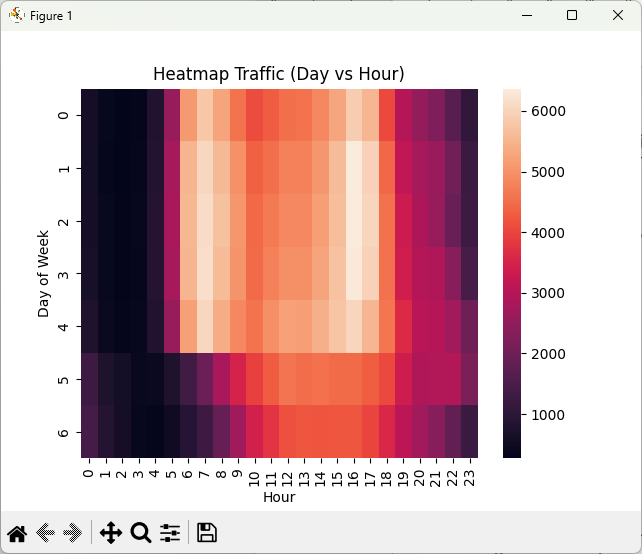 Figure 1
Heatmap Traffic (Day vs Hour)
Day of Week
0
1
2
3
4
5
6
0 1 2 3 4 5 6 7 8 9 10 11 12 13 14 15 16 17 18 19 20 21 22 23
Hour
6000
5000
4000
3000
2000
1000